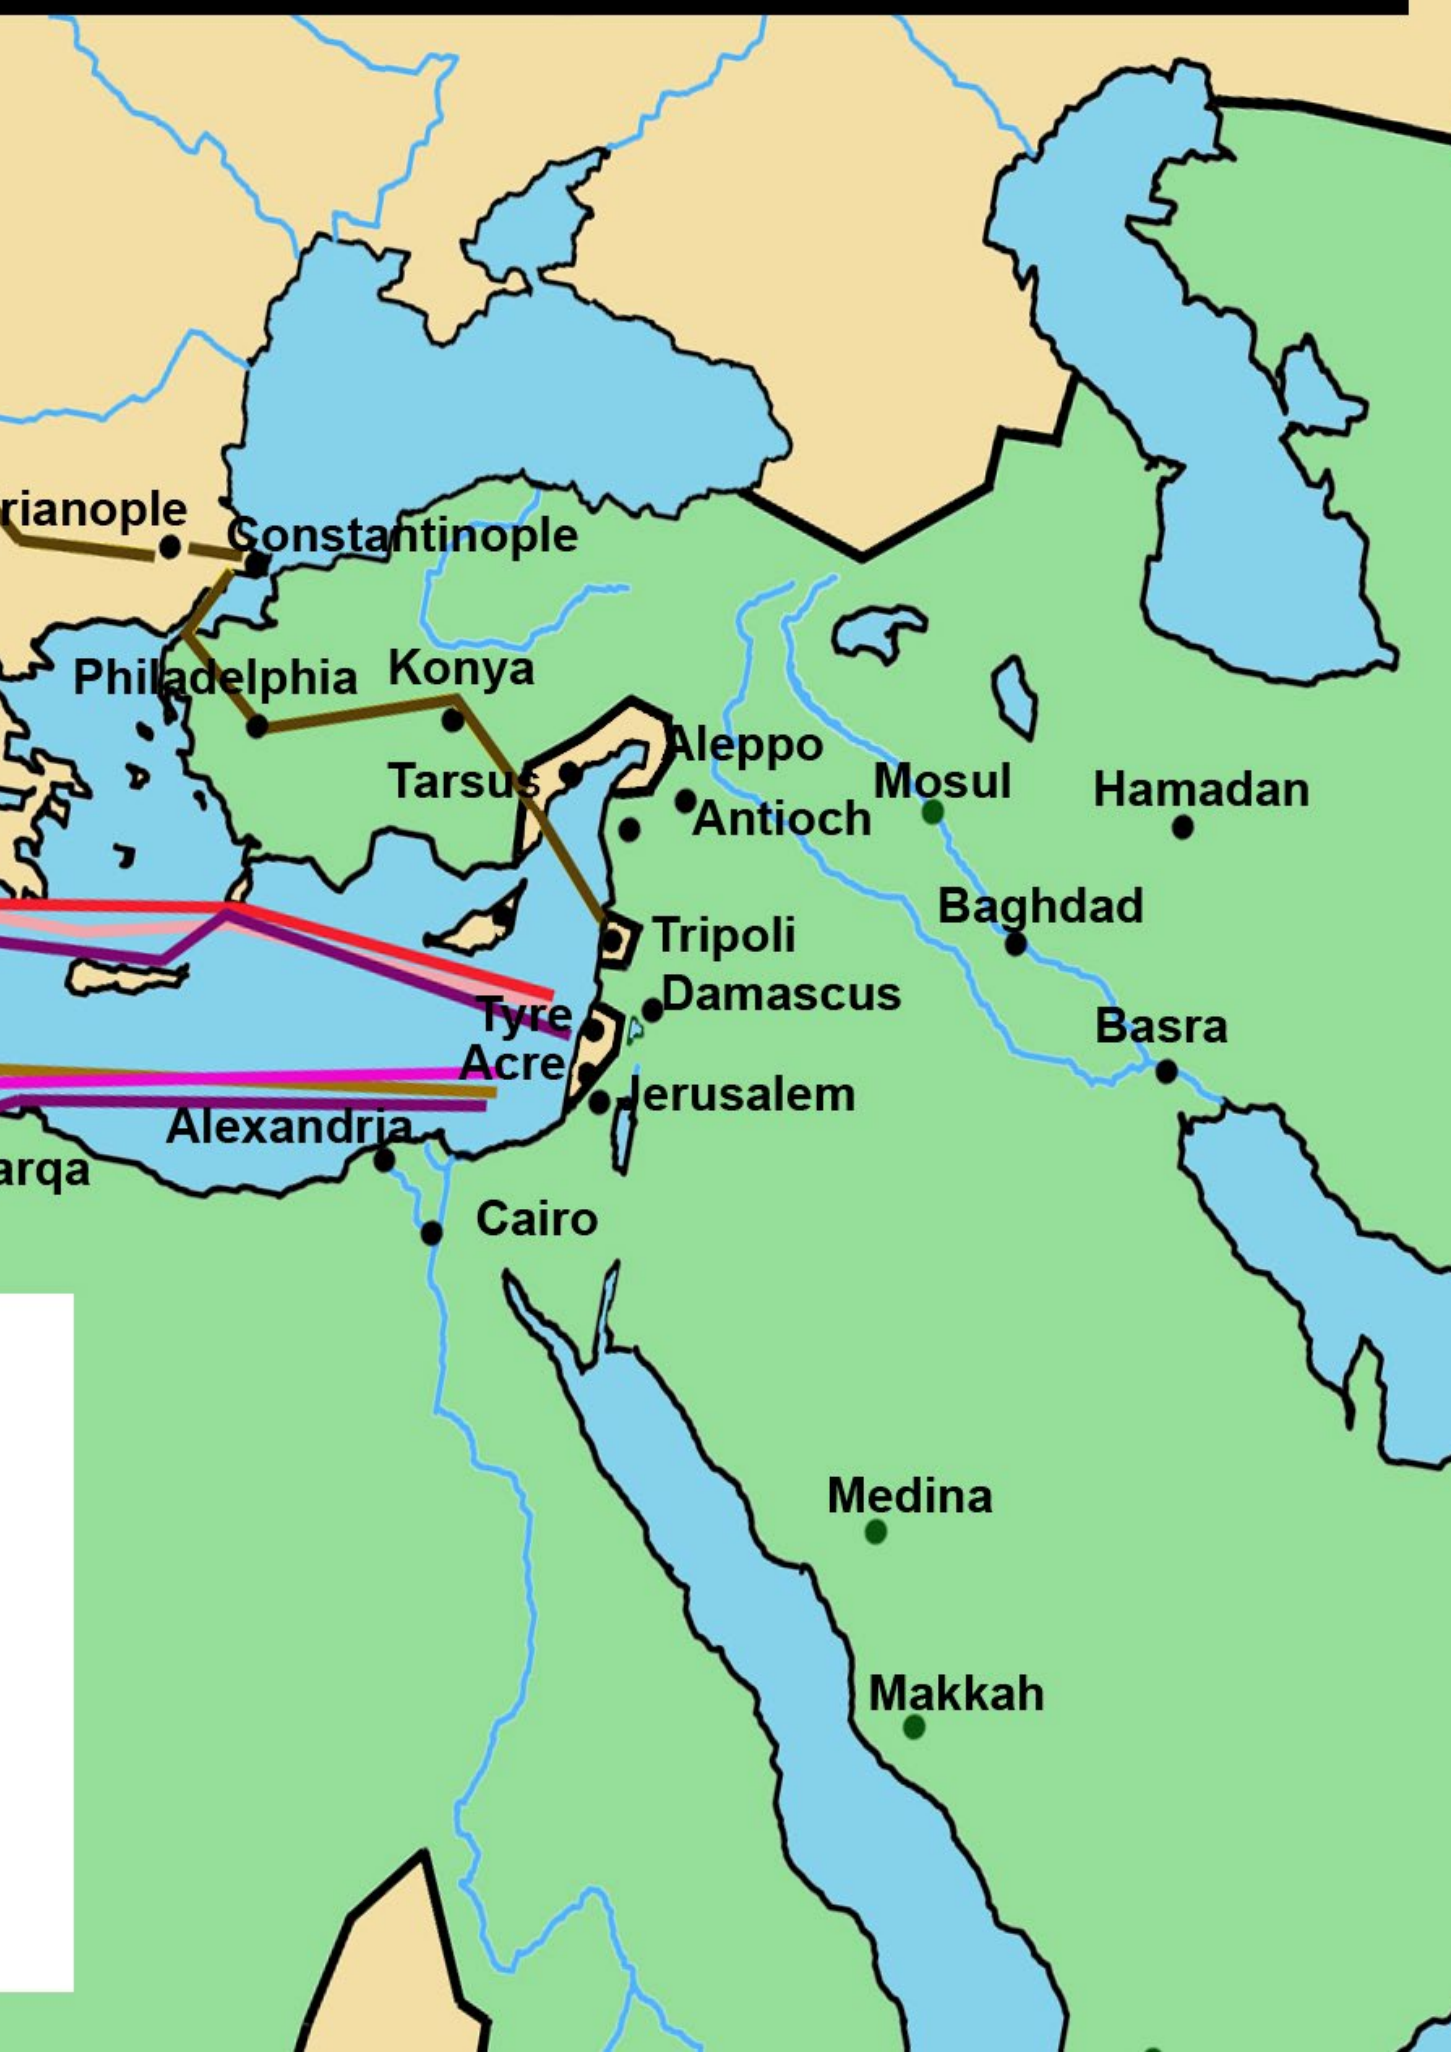 rianople
Constantinople
Philadelphia
Konya
Aleppo
Tarsus
Mosul
Hamadan
Antioch
Baghdad
Tripoli
Damascus
Tyre
Basra
Acre
Jerusalem
Alexandria
arqa
Cairo
Medina
Makkah